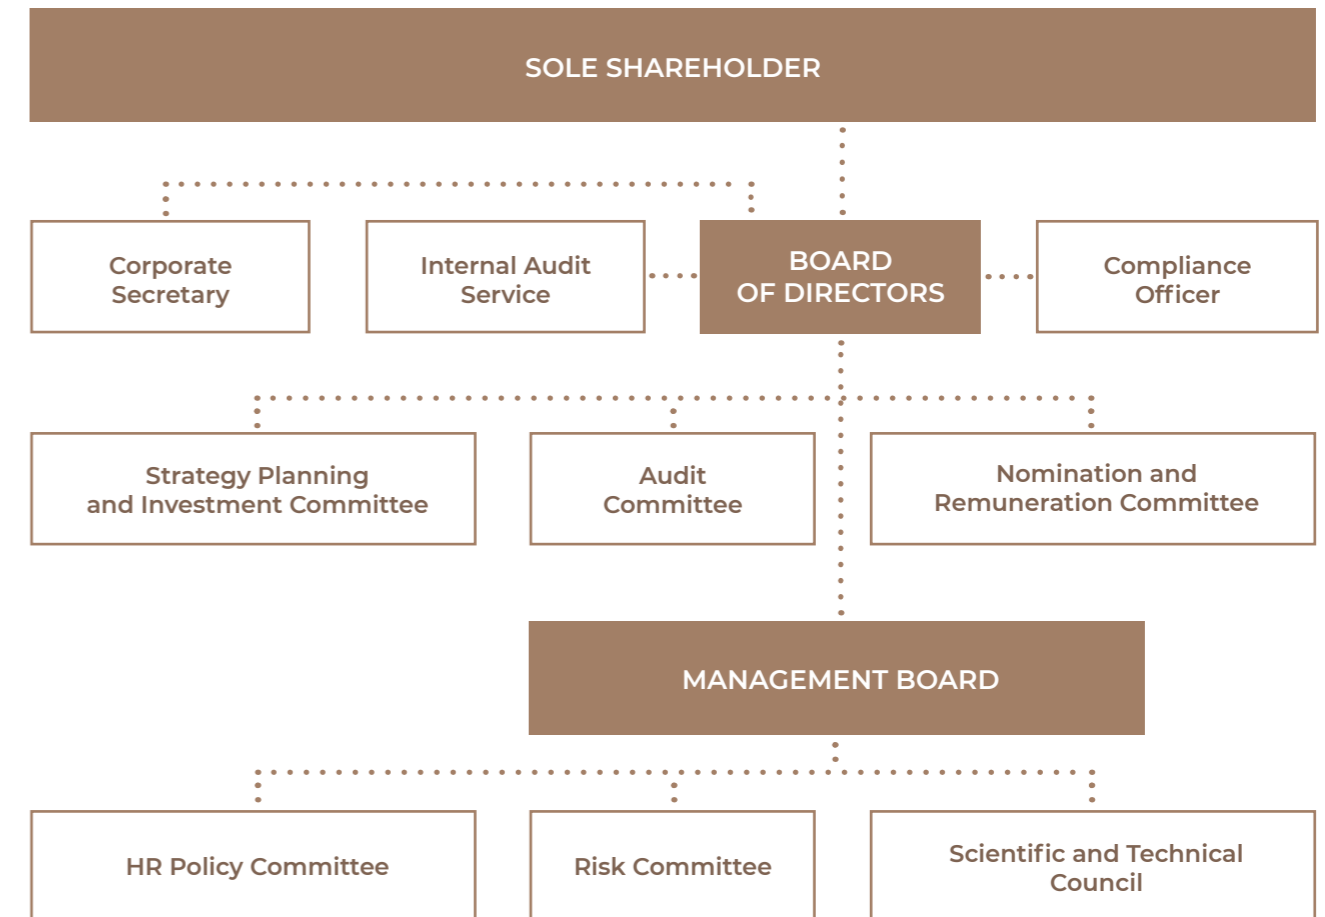 SOLE SHAREHOLDER
Corporate
Secretary
Internal Audit
Service
BOARD
OF DIRECTORS
Compliance
Officer
Strategy Planning
and Investment Committee
Audit
Committee
Nomination and
Remuneration Committee
MANAGEMENT BOARD
HR Policy Committee
Risk Committee
Scientific and Technical
Council